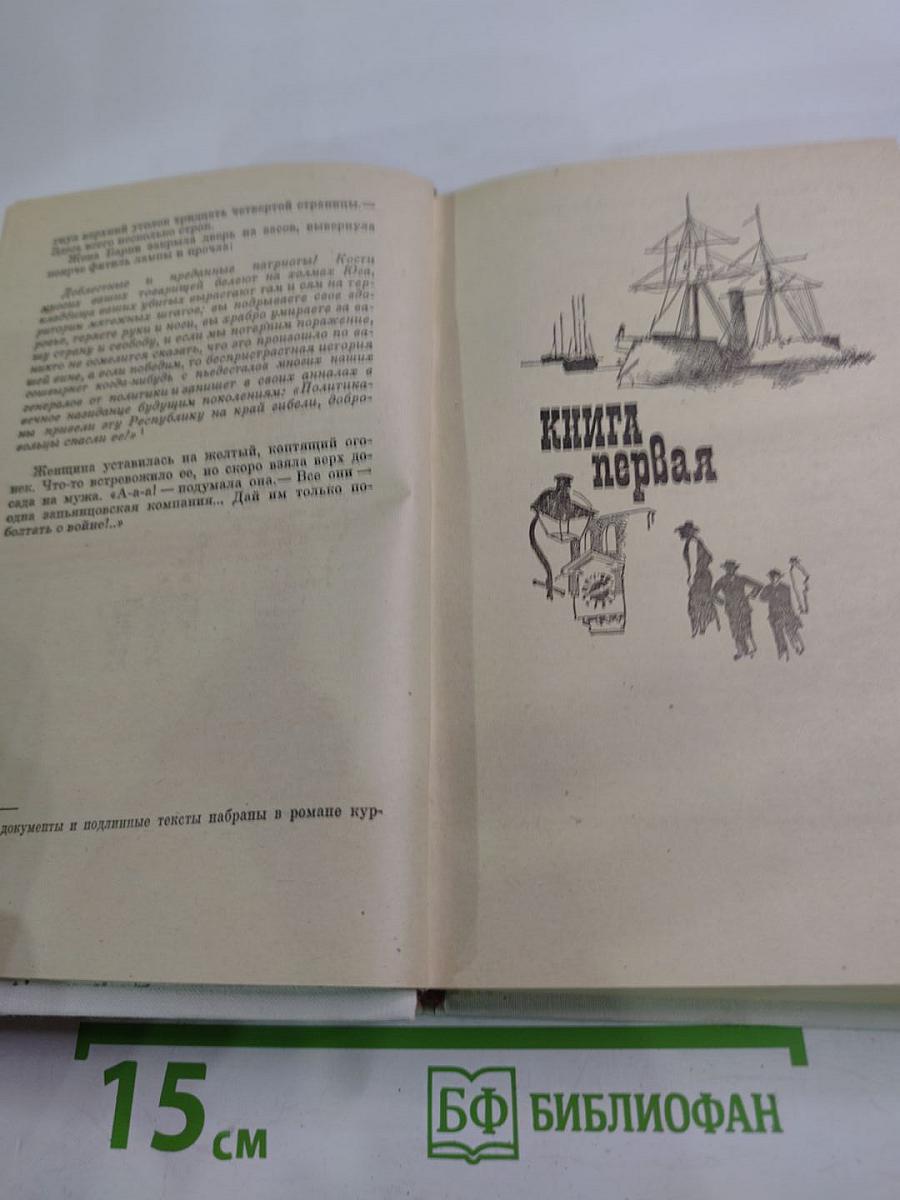 гнул верхний уголок тридцать четвертой страницы.—
Здесь всего несколько строк.
Жена Барни закрыла дверь на засов, вывернула
поярче фитиль лампы и прочла:
Доблестные и преданные патриоты! Кости
многих ваших товарищей белеют на холмах Юга,
кладбища ваших убитых вырастают там и сям на тер-
ритории мятежных штатов; вы подрываете свое здо-
ровье, теряете руки и ноги, вы храбро умираете за ва-
шу страну и свободу, и если мы потерпим поражение,
никто не осмелится сказать, что это произошло по ва-
шей вине, а если победим, то беспристрастная история
сошвырнет когда-нибудь с пьедесталов многих наших
генералов от политики и запишет в своих анналах в
вечное назидание будущим поколениям: «Политика-
ны привели эту Республику на край гибели, добро-
вольцы спасли ее!» 1
Женщина уставилась на желтый, коптящий ого-
нек. Что-то встревожило ее, но скоро взяла верх до-
сада на мужа. «А-а-а! — подумала она.— Все они —
одна запьянцовская компания... Дай им только по-
болтать о войне!..»
документы и подлинные тексты набраны в романе кур-
КНИГА
первая
15 см
БФ БИБЛИОФАН